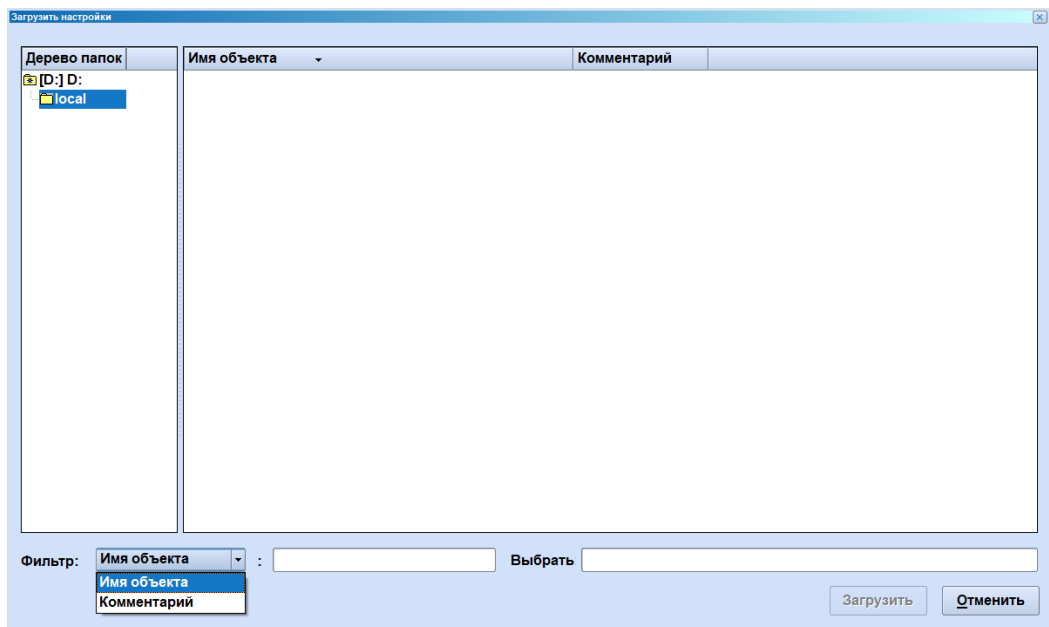 Загрузить настройки
Дерево папок Имя объекта Комментарий
[D:] D:
local
Фильтр: Имя объекта : Выбрать
Имя объекта
Комментарий
Загрузить Отменить